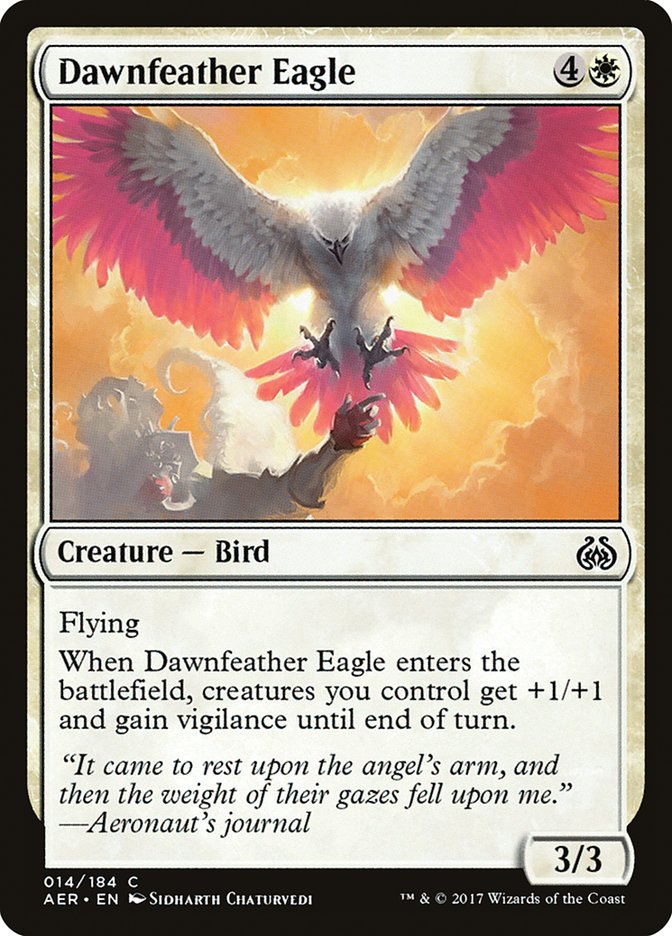 Dawnfeather Eagle 4
Creature — Bird
Flying
When Dawnfeather Eagle enters the
battlefield, creatures you control get +1/+1
and gain vigilance until end of turn.
“It came to rest upon the angel’s arm, and
then the weight of their gazes fell upon me.”
—Aeronaut’s journal
3/3
014/184 C
AER • EN Sidharth Chaturvedi
™ & © 2017 Wizards of the Coast